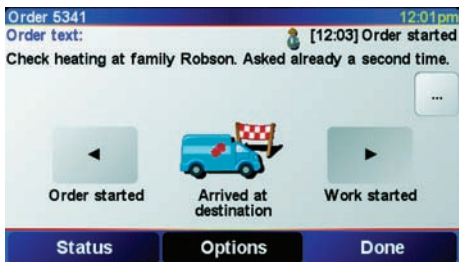 Order 5341 12:01pm
Order text: [12:03] Order started
Check heating at family Robson. Asked already a second time.
...
Order started Arrived at destination Work started
Status Options Done